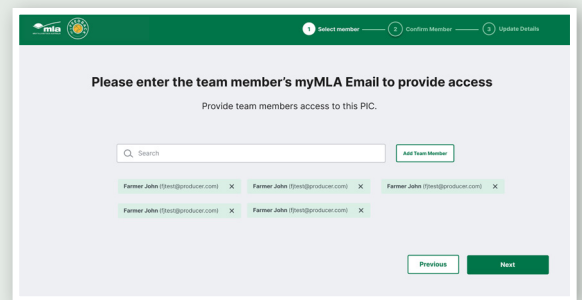 mla
1 Select member
2 Confirm Member
3 Update Details
Please enter the team member's myMLA Email to provide access
Provide team members access to this PIC.
Search
Add Team Member
Farmer John (fjtest@producer.com) X
Farmer John (fjtest@producer.com) X
Farmer John (fjtest@producer.com) X
Farmer John (fjtest@producer.com) X
Farmer John (fjtest@producer.com) X
Previous
Next